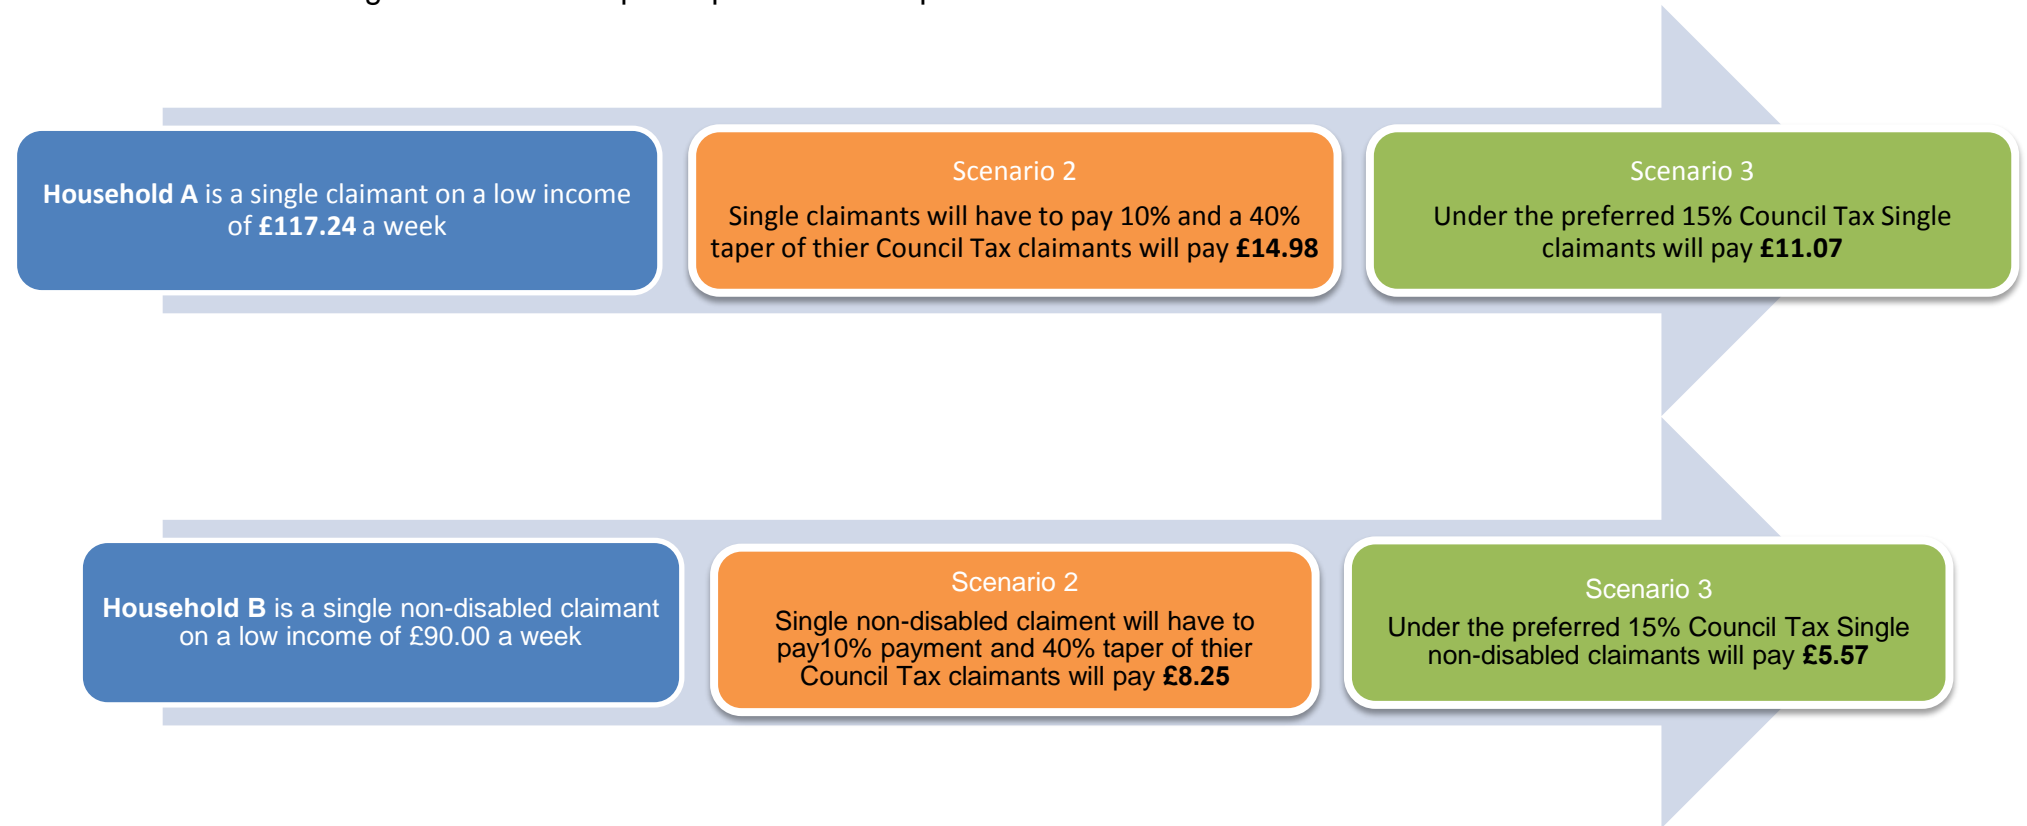 Household A is a single claimant on a low income
of £117.24 a week
Scenario 2
Single claimants will have to pay 10% and a 40%
taper of thier Council Tax claimants will pay £14.98
Scenario 3
Under the preferred 15% Council Tax Single
claimants will pay £11.07
Household B is a single non-disabled claimant
on a low income of £90.00 a week
Scenario 2
Single non-disabled claiment will have to
pay10% payment and 40% taper of thier
Council Tax claimants will pay £8.25
Scenario 3
Under the preferred 15% Council Tax Single
non-disabled claimants will pay £5.57